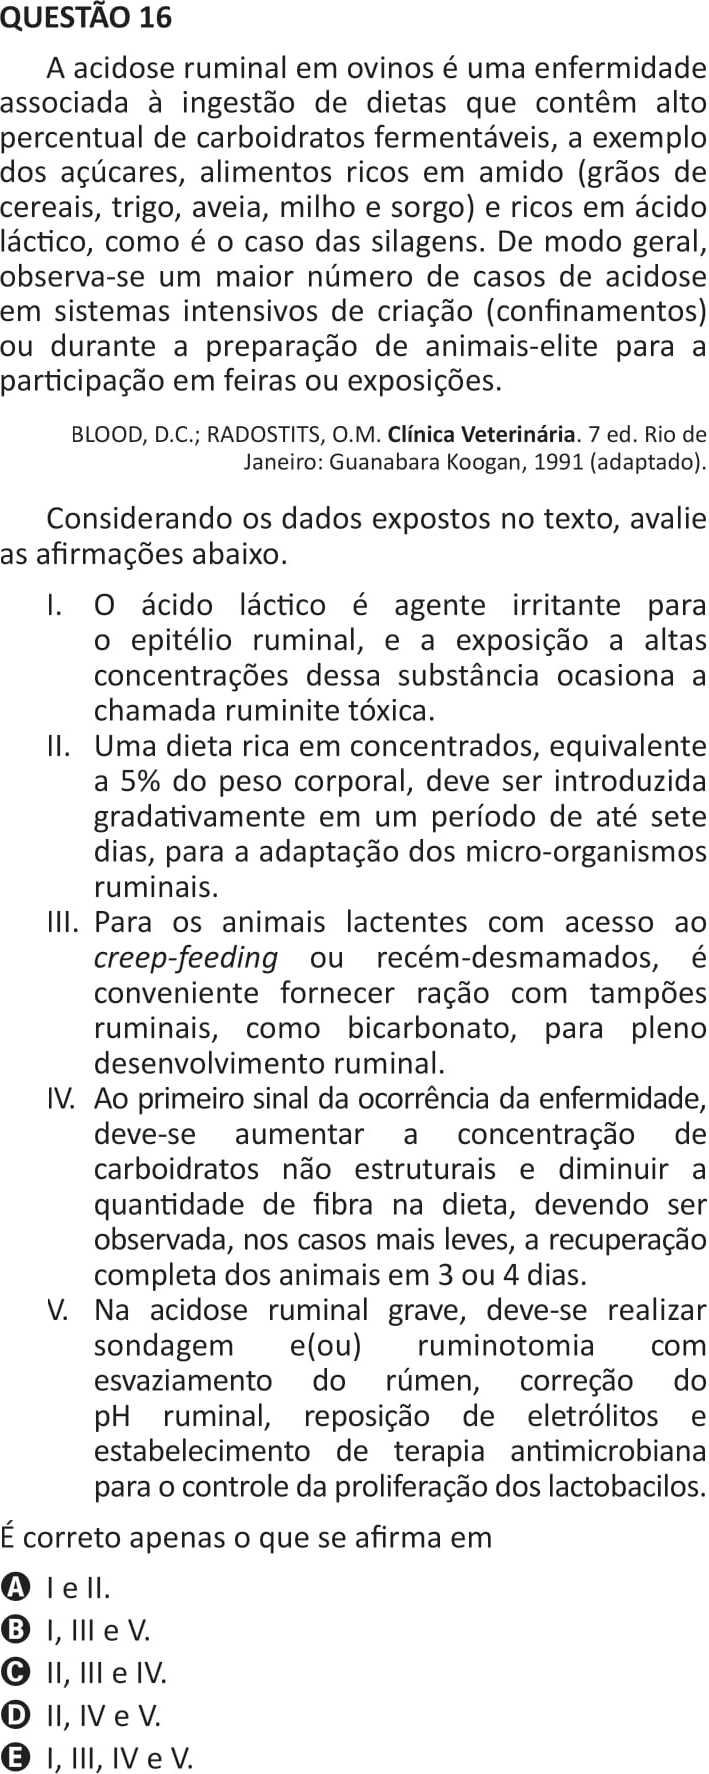 QUESTÃO 16
A acidose ruminal em ovinos é uma enfermidade
associada à ingestão de dietas que contêm alto
percentual de carboidratos fermentáveis, a exemplo
dos açúcares, alimentos ricos em amido (grãos de
cereais, trigo, aveia, milho e sorgo) e ricos em ácido
láctico, como é o caso das silagens. De modo geral,
observa-se um maior número de casos de acidose
em sistemas intensivos de criação (confinamentos)
ou durante a preparação de animais-elite para a
participação em feiras ou exposições.
BLOOD, D.C.; RADOSTITS, O.M. Clínica Veterinária. 7 ed. Rio de
Janeiro: Guanabara Koogan, 1991 (adaptado).
Considerando os dados expostos no texto, avalie
as afirmações abaixo.
I. O ácido láctico é agente irritante para
o epitélio ruminal, e a exposição a altas
concentrações dessa substância ocasiona a
chamada ruminite tóxica.
II. Uma dieta rica em concentrados, equivalente
a 5% do peso corporal, deve ser introduzida
gradativamente em um período de até sete
dias, para a adaptação dos micro-organismos
ruminais.
III. Para os animais lactentes com acesso ao
creep-feeding ou recém-desmamados, é
conveniente fornecer ração com tampões
ruminais, como bicarbonato, para pleno
desenvolvimento ruminal.
IV. Ao primeiro sinal da ocorrência da enfermidade,
deve-se aumentar a concentração de
carboidratos não estruturais e diminuir a
quantidade de fibra na dieta, devendo ser
observada, nos casos mais leves, a recuperação
completa dos animais em 3 ou 4 dias.
V. Na acidose ruminal grave, deve-se realizar
sondagem e(ou) ruminotomia com
esvaziamento do rúmen, correção do
pH ruminal, reposição de eletrólitos e
estabelecimento de terapia antimicrobiana
para o controle da proliferação dos lactobacilos.
É correto apenas o que se afirma em
A I e II.
B I, III e V.
C II, III e IV.
D II, IV e V.
E I, III, IV e V.